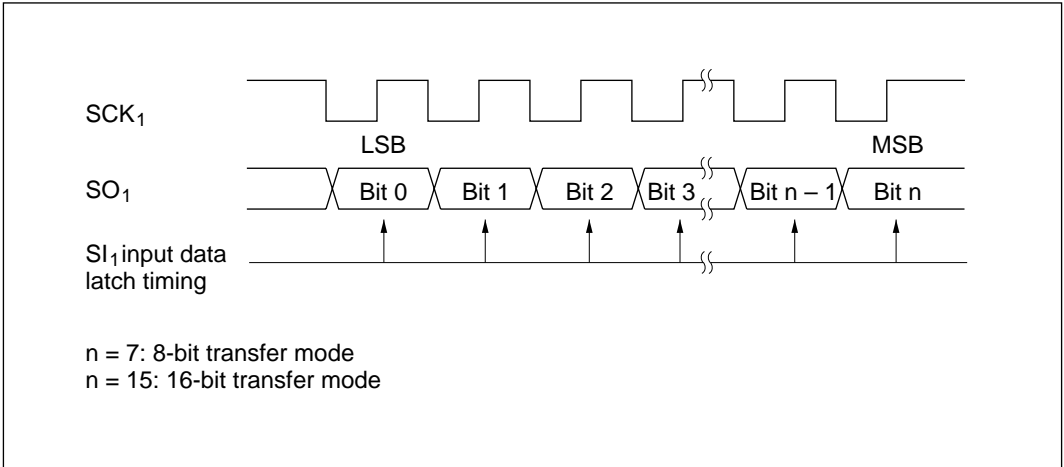 SCK1
LSB MSB
SO1 Bit 0 Bit 1 Bit 2 Bit 3 Bit n – 1 Bit n
SI1 input data
latch timing
n = 7: 8-bit transfer mode
n = 15: 16-bit transfer mode